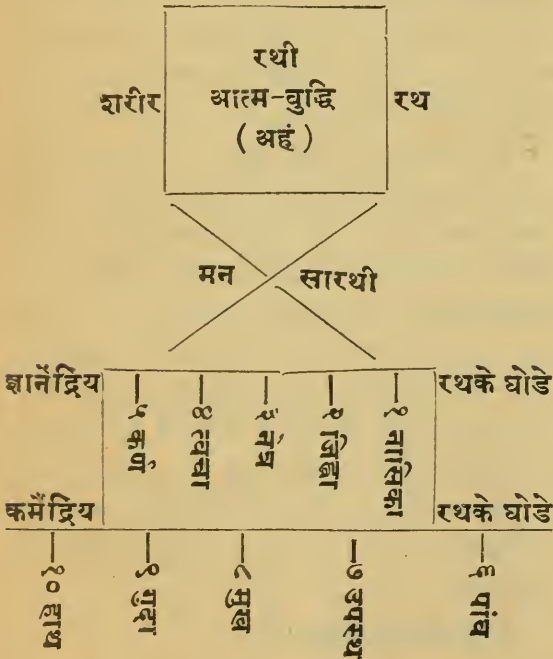 रथी
शरीर आत्म-बुद्धि रथ
( अहं )
मन सारथी
ज्ञानेंद्रिय रथके घोडे
५ कर्ण
४ त्वचा
३ नेत्र
२ जिह्वा
१ नासिका
कर्मेंद्रिय रथके घोडे
१० हाथ
९ गुदा
८ मुख
७ उपस्थ
६ पांव